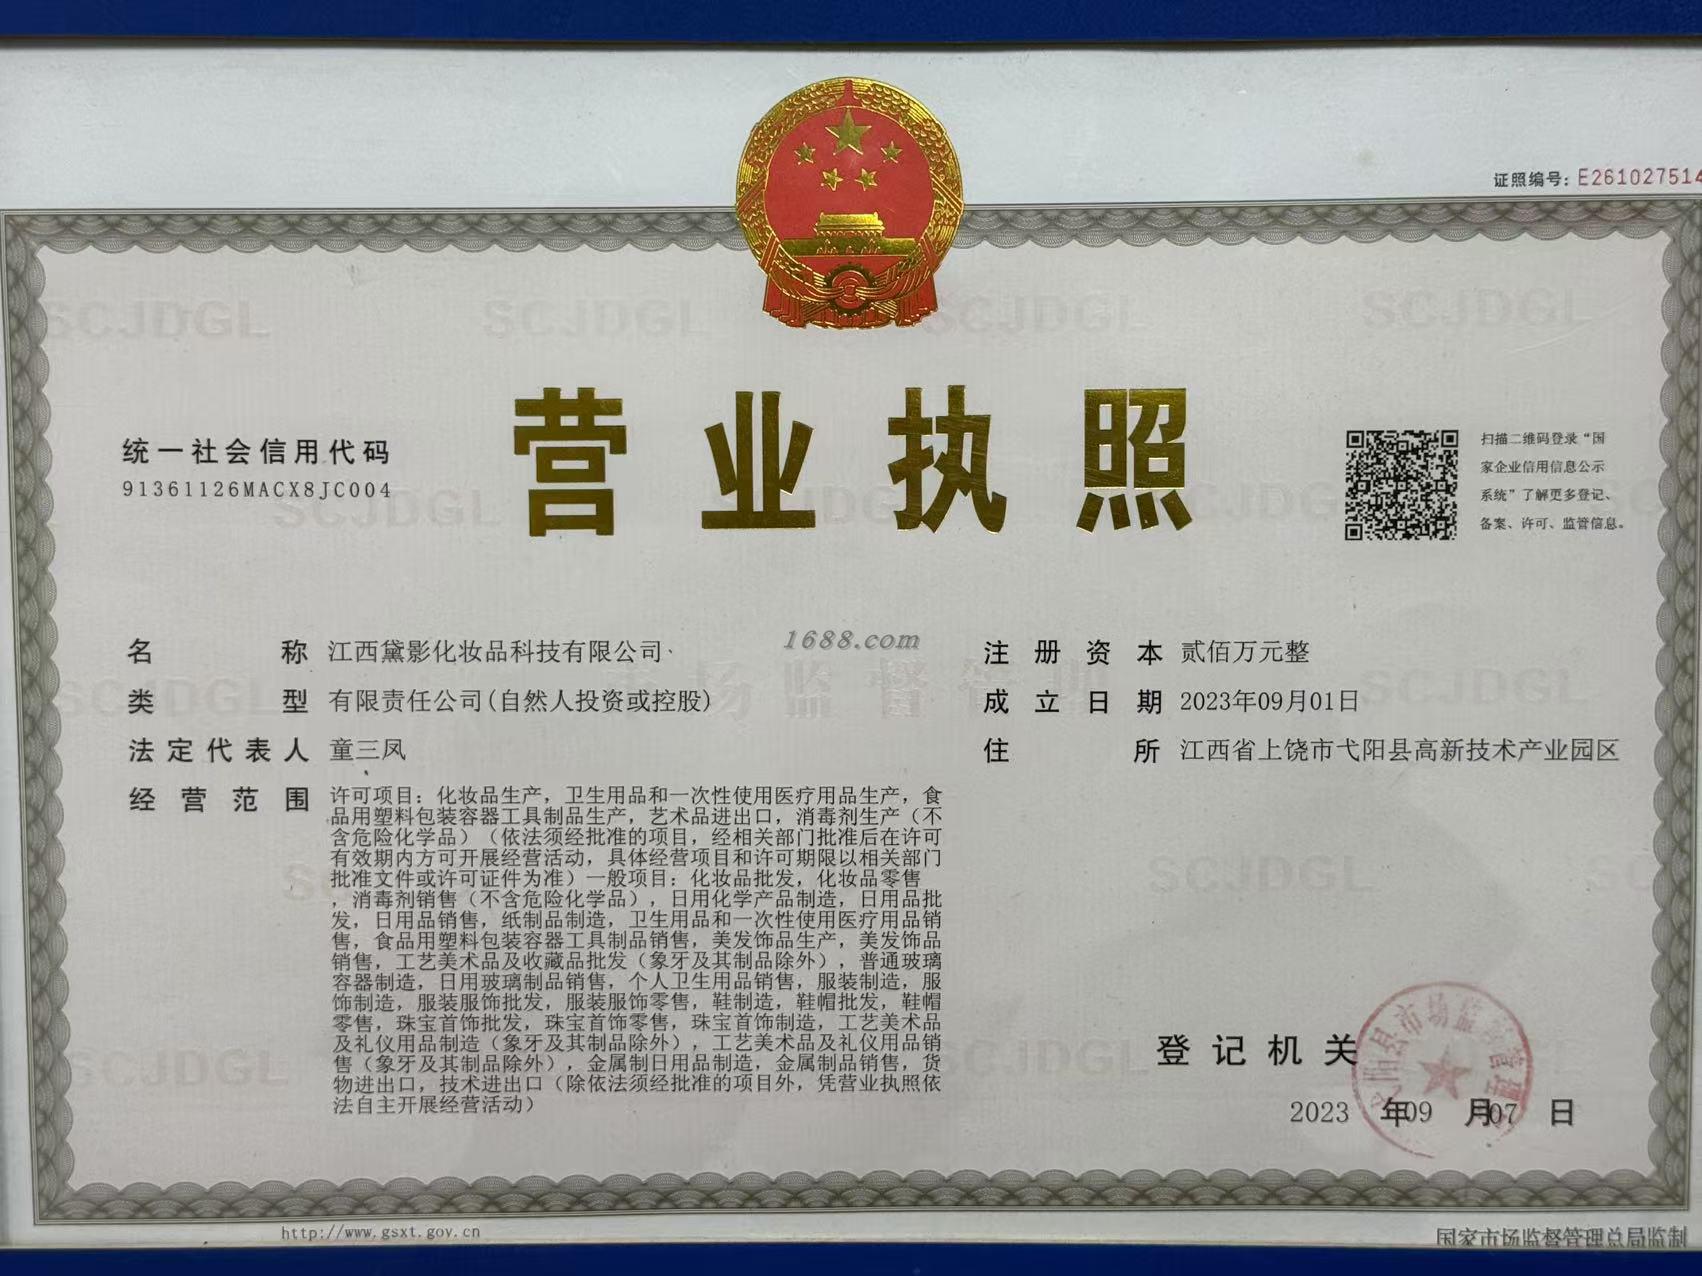 证照编号：E261027514
营业执照
统一社会信用代码
91361126MACX8JC004
扫描二维码登录“国
家企业信用信息公示
系统”了解更多登记、
备案、许可、监管信息。
1688.com
名称 江西黛影化妆品科技有限公司
类型 有限责任公司(自然人投资或控股)
法定代表人 童三凤
经营范围 许可项目：化妆品生产，卫生用品和一次性使用医疗用品生产，食
品用塑料包装容器工具制品生产，艺术品进出口，消毒剂生产（不
含危险化学品）（依法须经批准的项目，经相关部门批准后在许可
有效期内方可开展经营活动，具体经营项目和许可期限以相关部门
批准文件或许可证件为准）一般项目：化妆品批发，化妆品零售
，消毒剂销售（不含危险化学品），日用化学产品制造，日用品批
发，日用品销售，纸制品制造，卫生用品和一次性使用医疗用品销
售，食品用塑料包装容器工具制品销售，美发饰品生产，美发饰品
销售，工艺美术品及收藏品批发（象牙及其制品除外），普通玻璃
容器制造，日用玻璃制品销售，个人卫生用品销售，服装制造，服
饰制造，服装服饰批发，服装服饰零售，鞋制造，鞋帽批发，鞋帽
零售，珠宝首饰批发，珠宝首饰零售，珠宝首饰制造，工艺美术品
及礼仪用品制造（象牙及其制品除外），工艺美术品及礼仪用品销
售（象牙及其制品除外），金属制日用品制造，金属制品销售，货
物进出口，技术进出口（除依法须经批准的项目外，凭营业执照依
法自主开展经营活动）
注册资本 贰佰万元整
成立日期 2023年09月01日
住所 江西省上饶市弋阳县高新技术产业园区
登记机关
2023 年09 月07 日
http://www.gsxt.gov.cn
国家市场监督管理总局监制